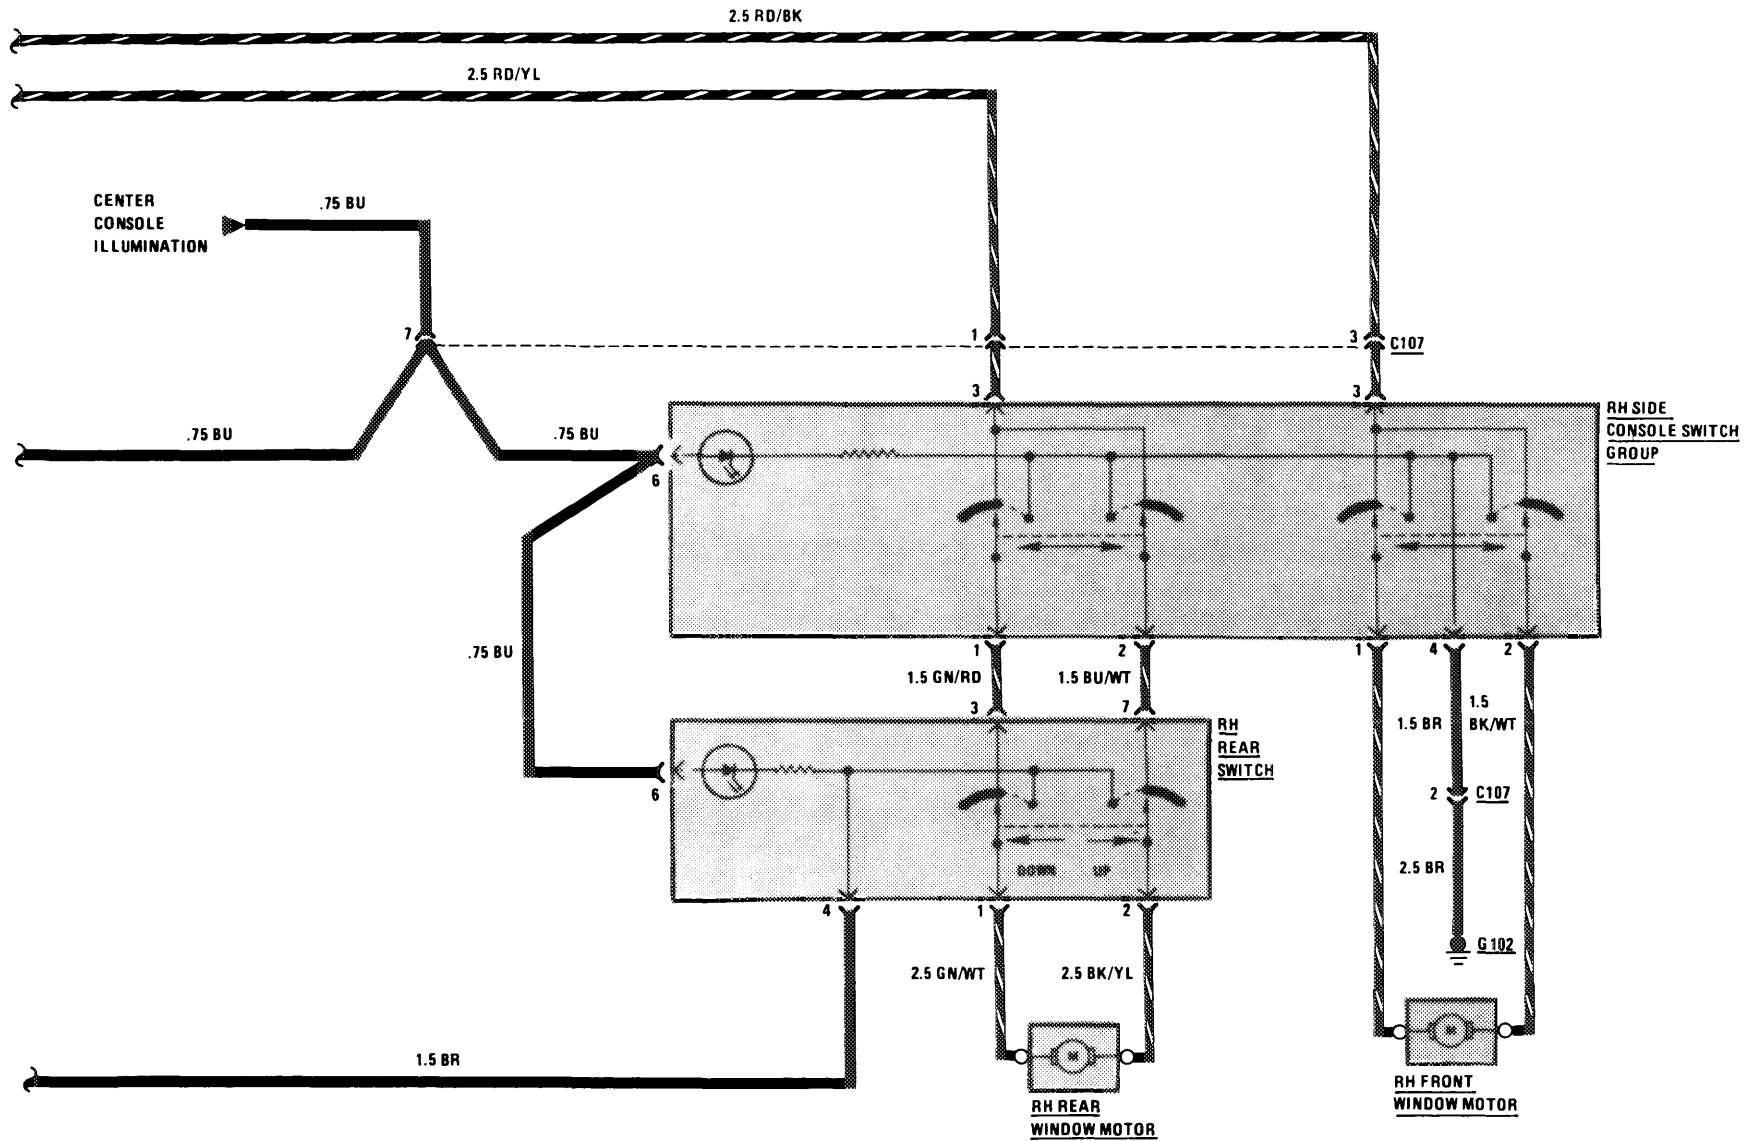 2.5 RD/BK
2.5 RD/YL
CENTER
CONSOLE
ILLUMINATION
.75 BU
7
1
3
C107
3
3
RH SIDE
CONSOLE SWITCH
GROUP
.75 BU
.75 BU
6
.75 BU
1
2
1
4
2
1.5 GN/RD
1.5 BU/WT
1.5 BR
1.5
BK/WT
3
7
RH
REAR
SWITCH
6
2
C107
DOWN
UP
2.5 BR
4
1
2
G102
2.5 GN/WT
2.5 BK/YL
M
M
1.5 BR
RH REAR
WINDOW MOTOR
RH FRONT
WINDOW MOTOR